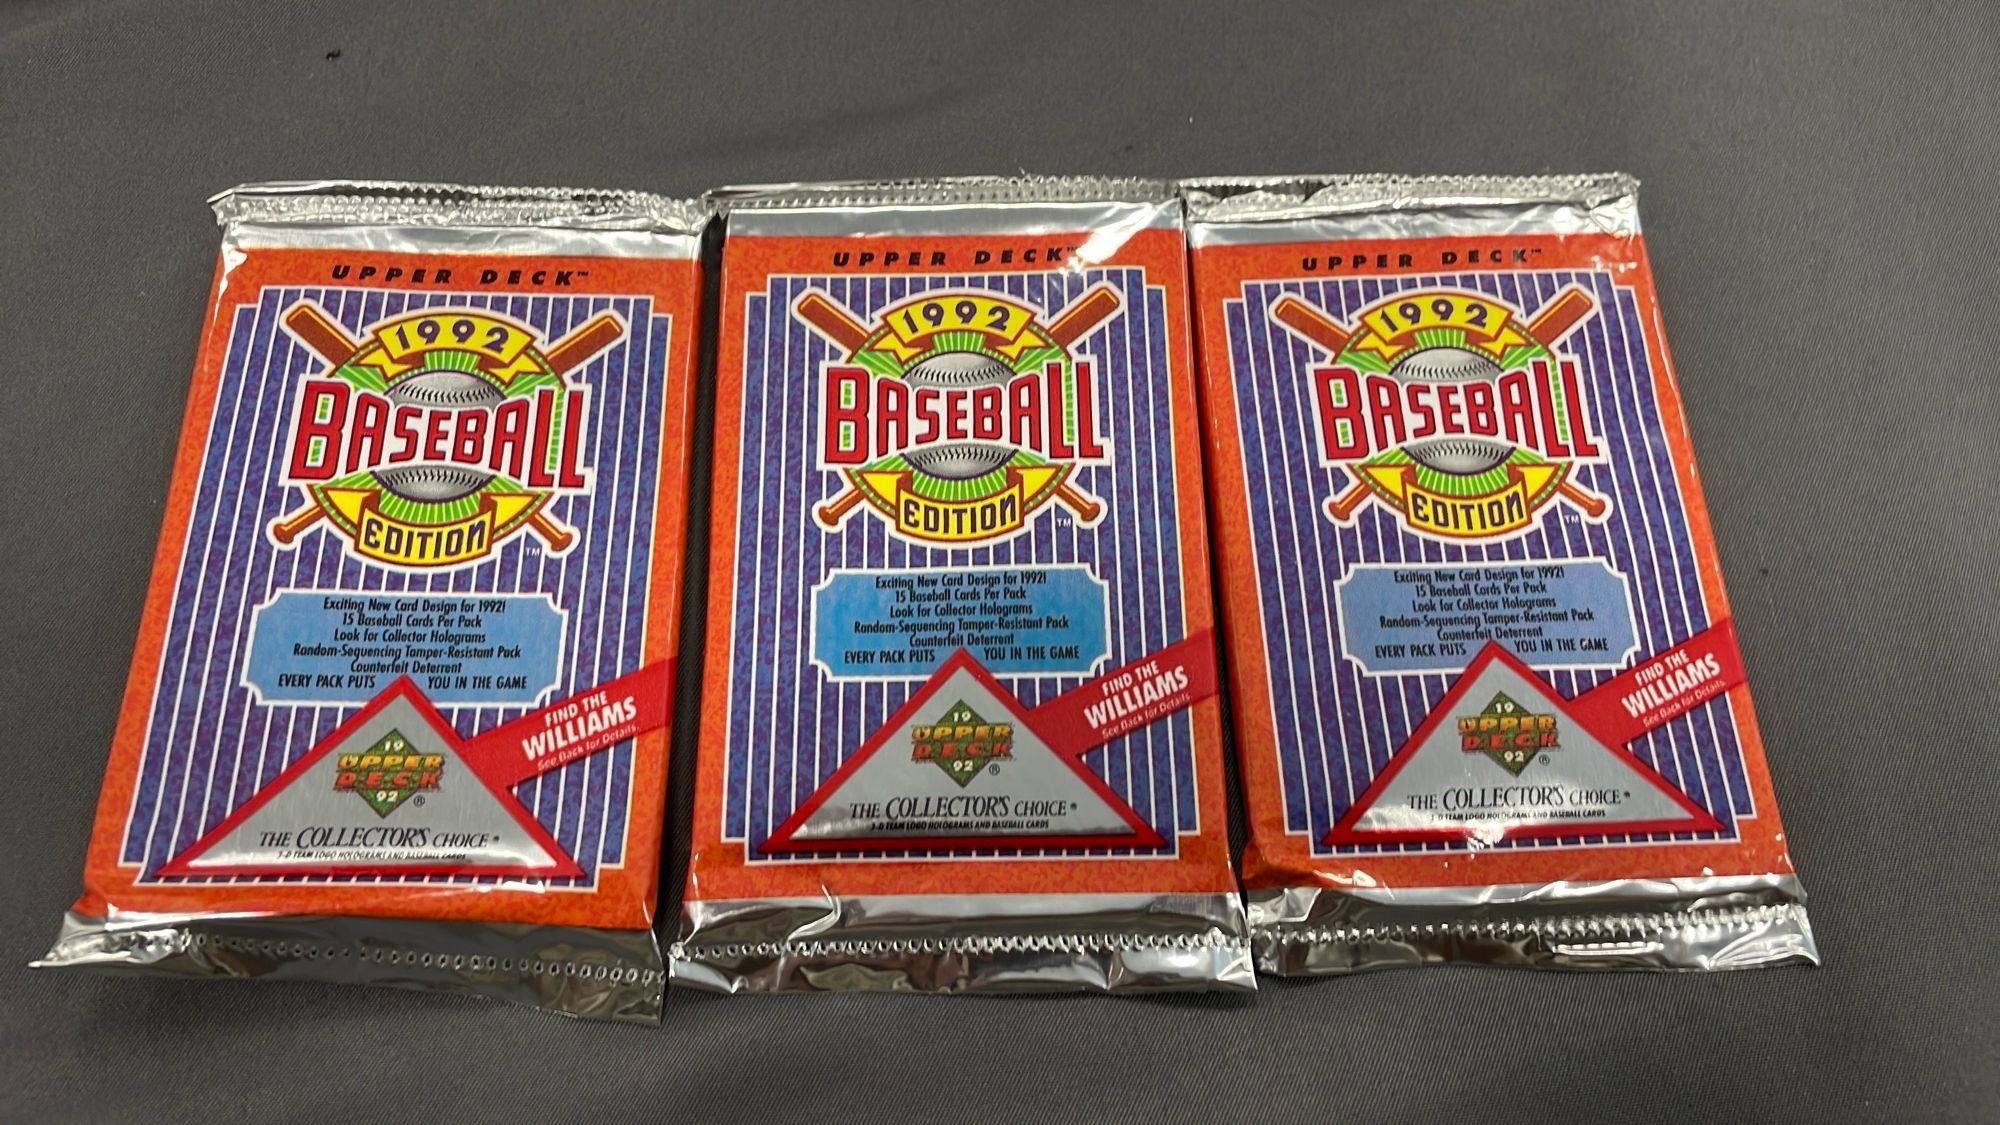 UPPER DECK™
1992
BASEBALL
EDITION
TM
Exciting New Card Design for 1992!
15 Baseball Cards Per Pack
Look for Collector Holograms
Random-Sequencing Tamper-Resistant Pack
Counterfeit Deterrent
EVERY PACK PUTS YOU IN THE GAME
FIND THE
WILLIAMS
See Back for Details.
19
UPPER
DECK
92 ®
THE COLLECTOR'S CHOICE ®
3-D TEAM LOGO HOLOGRAMS AND BASEBALL CARDS
UPPER DECK™
1992
BASEBALL
EDITION
TM
Exciting New Card Design for 1992!
15 Baseball Cards Per Pack
Look for Collector Holograms
Random-Sequencing Tamper-Resistant Pack
Counterfeit Deterrent
EVERY PACK PUTS YOU IN THE GAME
FIND THE
WILLIAMS
See Back for Details.
19
UPPER
DECK
92 ®
THE COLLECTOR'S CHOICE ®
3-D TEAM LOGO HOLOGRAMS AND BASEBALL CARDS
UPPER DECK™
1992
BASEBALL
EDITION
TM
Exciting New Card Design for 1992!
15 Baseball Cards Per Pack
Look for Collector Holograms
Random-Sequencing Tamper-Resistant Pack
Counterfeit Deterrent
EVERY PACK PUTS YOU IN THE GAME
FIND THE
WILLIAMS
See Back for Details.
19
UPPER
DECK
92 ®
THE COLLECTOR'S CHOICE ®
3-D TEAM LOGO HOLOGRAMS AND BASEBALL CARDS